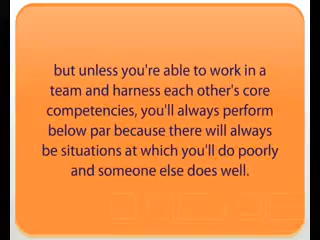 but unless you're able to work in a
team and harness each other's core
competencies, you'll always perform
below par because there will always
be situations at which you'll do poorly
and someone else does well.